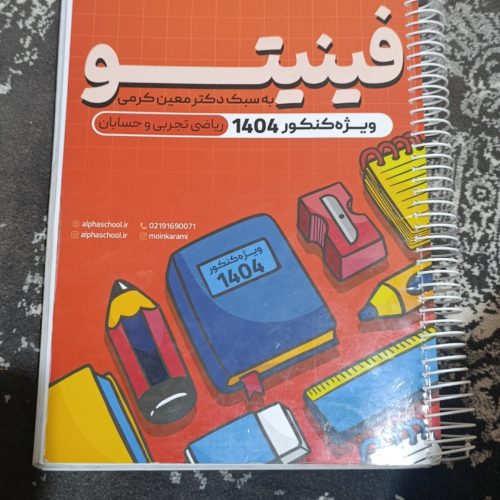 فینیتو
به سبک دکتر معین کرمی
ویژه کنکور 1404 ریاضی تجربی و حسابان
alphaschool.ir 02191690071
alphaschool.ir moinkarami
ویژه کنکور
1404